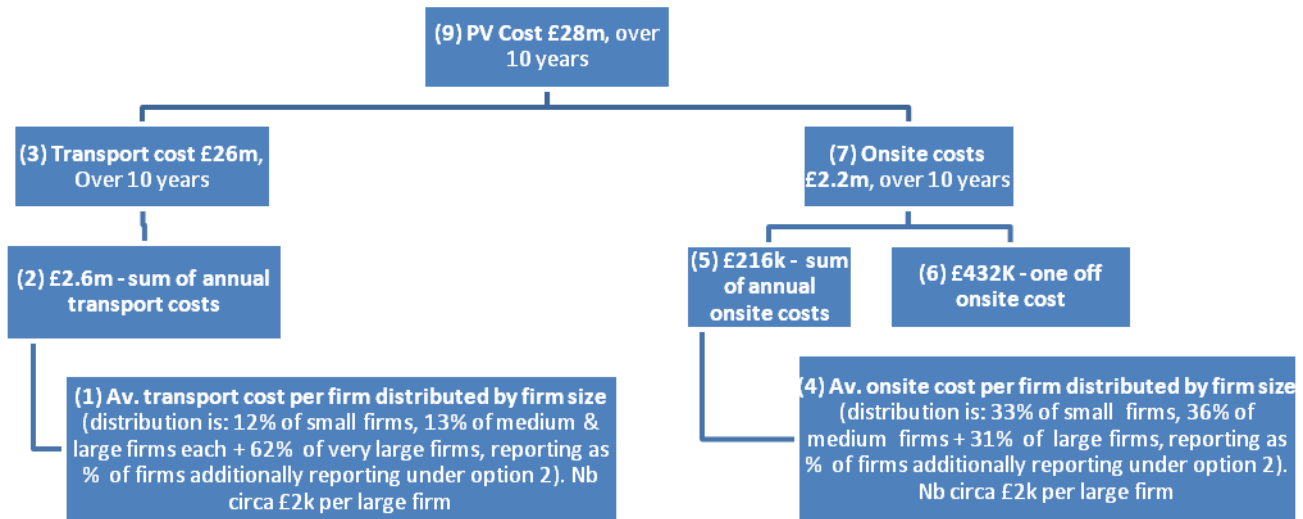 (9) PV Cost £28m, over
10 years
(3) Transport cost £26m,
Over 10 years
(7) Onsite costs
£2.2m, over 10 years
(2) £2.6m - sum of annual
transport costs
(5) £216k - sum
of annual
onsite costs
(6) £432K - one off
onsite cost
(1) Av. transport cost per firm distributed by firm size
(distribution is: 12% of small firms, 13% of medium &
large firms each + 62% of very large firms, reporting as
% of firms additionally reporting under option 2). Nb
circa £2k per large firm
(4) Av. onsite cost per firm distributed by firm size
(distribution is: 33% of small firms, 36% of
medium firms + 31% of large firms, reporting as
% of firms additionally reporting under option 2).
Nb circa £2k per large firm